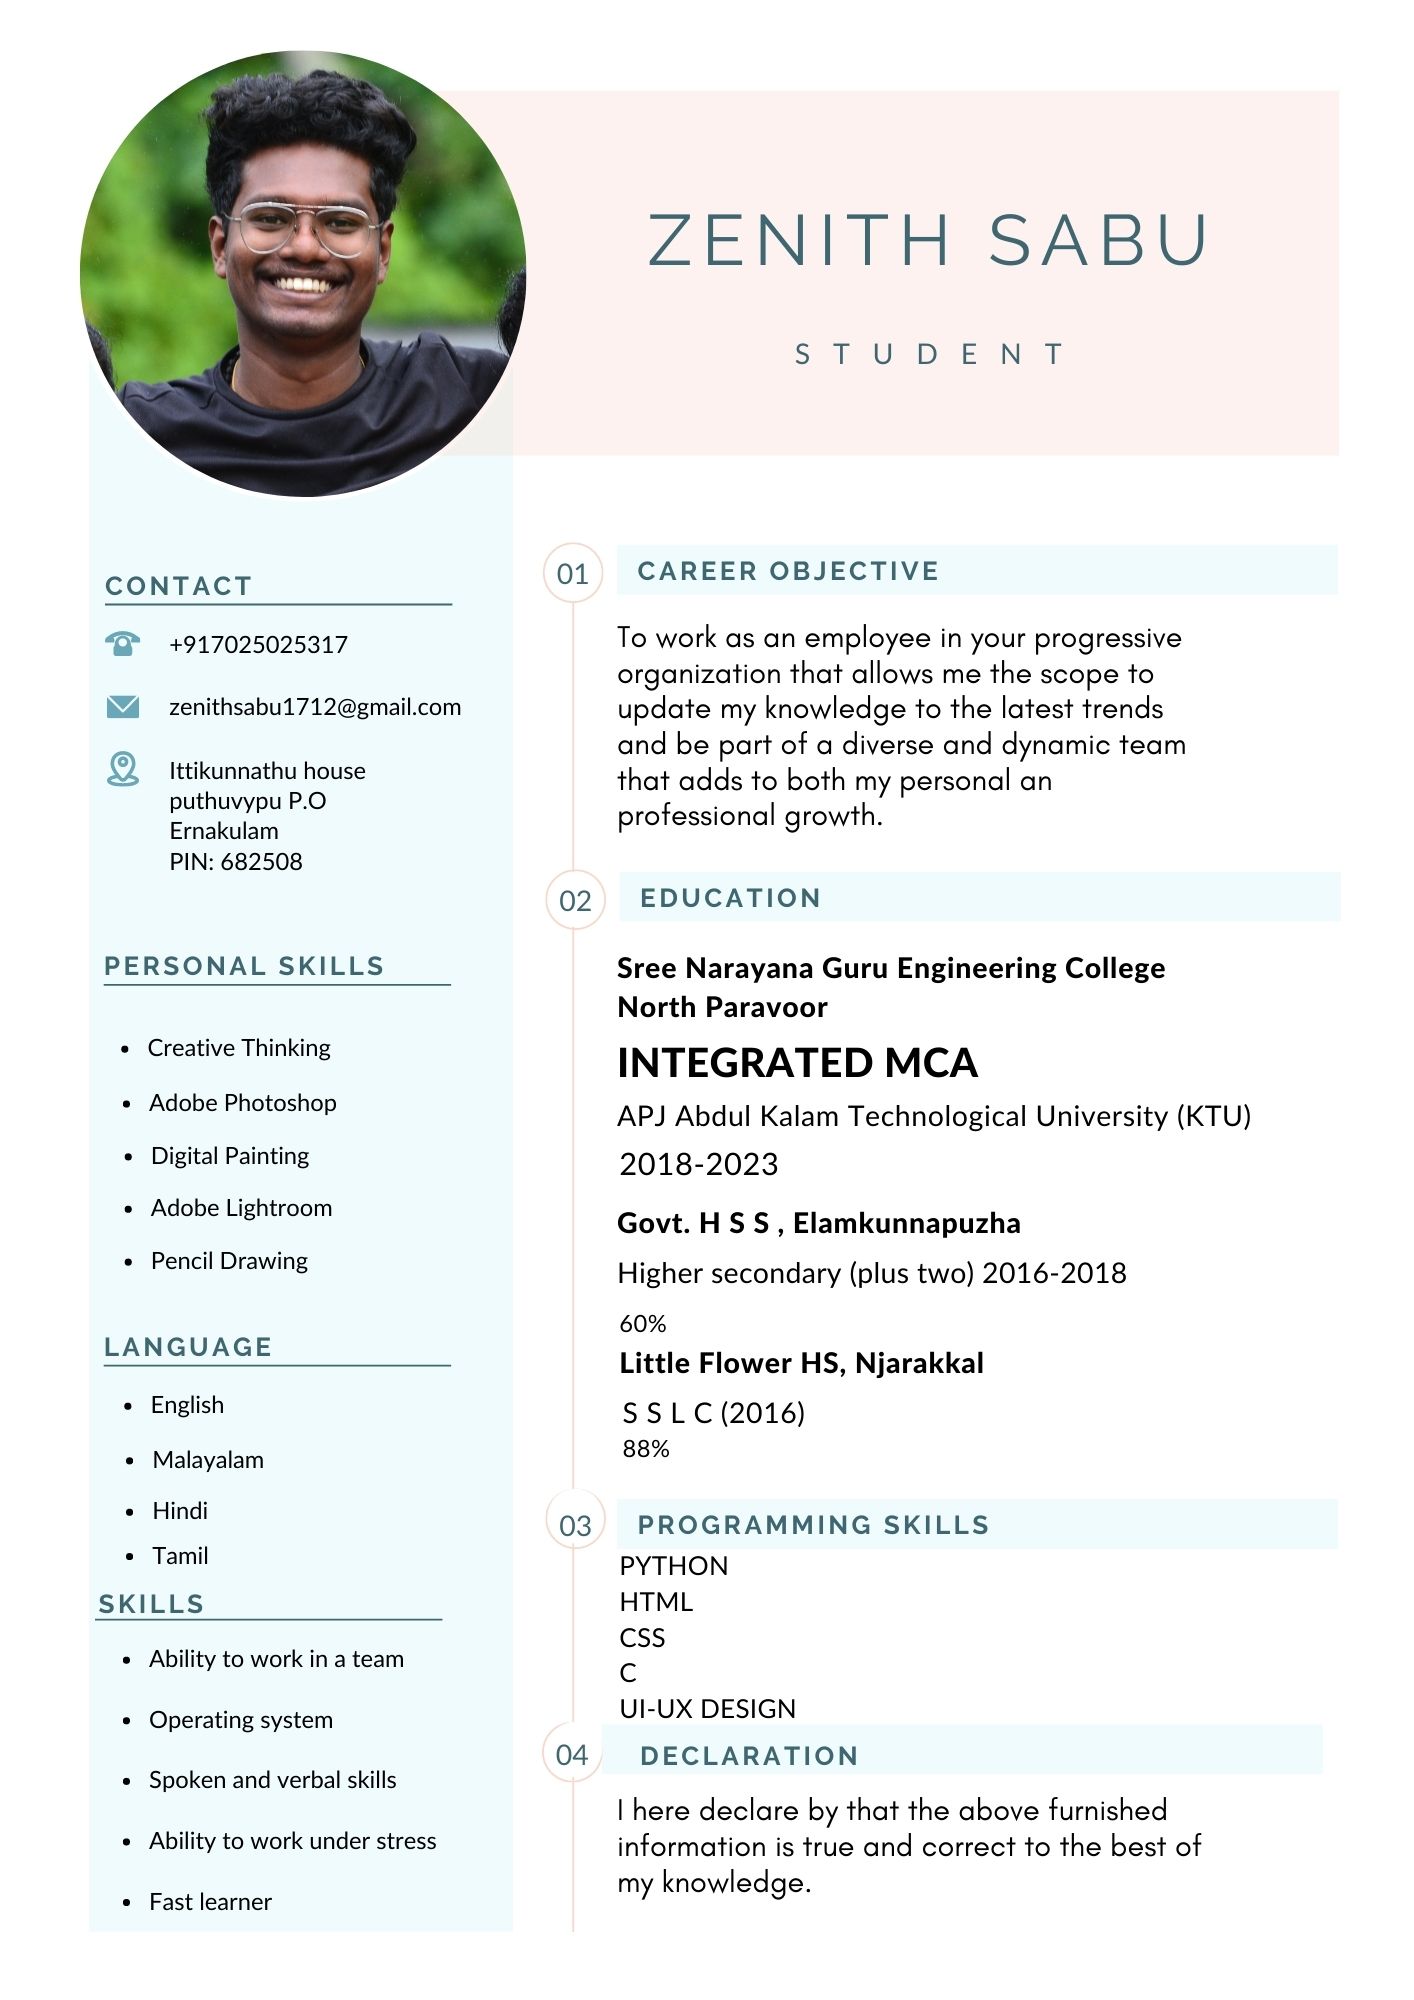 ZENITH SABU
STUDENT
CONTACT
+917025025317
zenithsabu1712@gmail.com
Ittikunnathu house
puthuvypu P.O
Ernakulam
PIN: 682508
PERSONAL SKILLS
• Creative Thinking
• Adobe Photoshop
• Digital Painting
• Adobe Lightroom
• Pencil Drawing
LANGUAGE
• English
• Malayalam
• Hindi
• Tamil
SKILLS
• Ability to work in a team
• Operating system
• Spoken and verbal skills
• Ability to work under stress
• Fast learner
01 CAREER OBJECTIVE
To work as an employee in your progressive
organization that allows me the scope to
update my knowledge to the latest trends
and be part of a diverse and dynamic team
that adds to both my personal an
professional growth.
02 EDUCATION
Sree Narayana Guru Engineering College
North Paravoor
INTEGRATED MCA
APJ Abdul Kalam Technological University (KTU)
2018-2023
Govt. H S S , Elamkunnapuzha
Higher secondary (plus two) 2016-2018
60%
Little Flower HS, Njarakkal
S S L C (2016)
88%
03 PROGRAMMING SKILLS
PYTHON
HTML
CSS
C
UI-UX DESIGN
04 DECLARATION
I here declare by that the above furnished
information is true and correct to the best of
my knowledge.